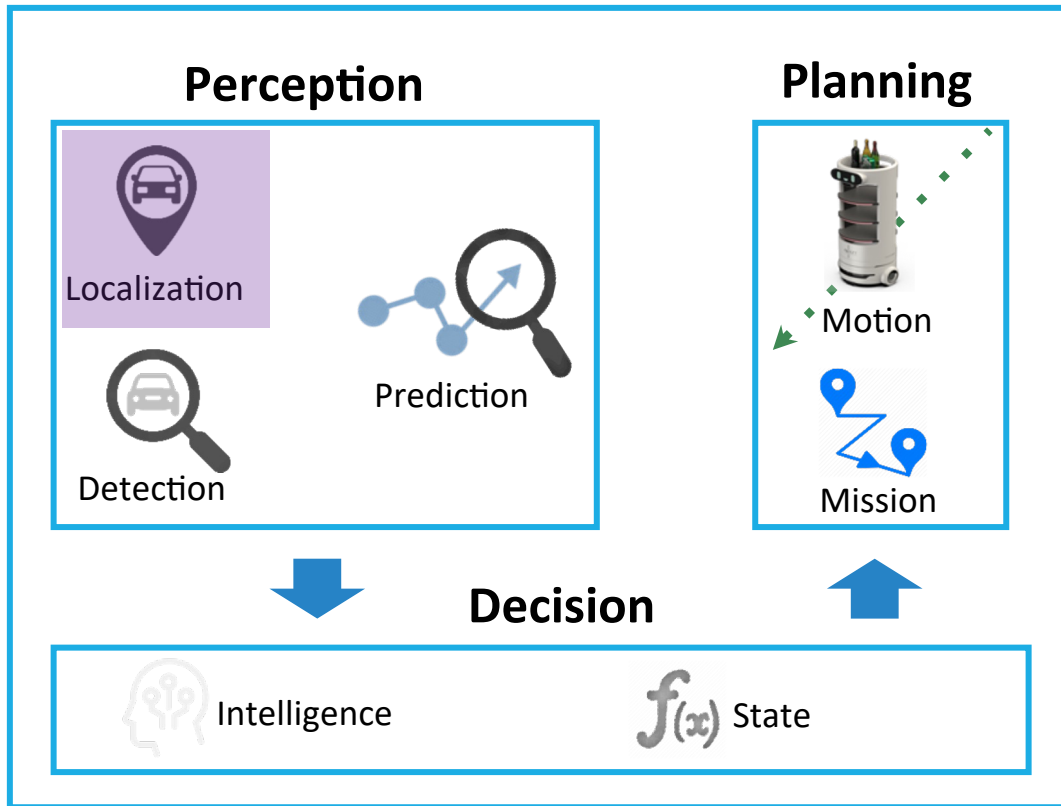 Perception
Planning
Localization
Prediction
Detection
Motion
Mission
Decision
Intelligence
f(x) State